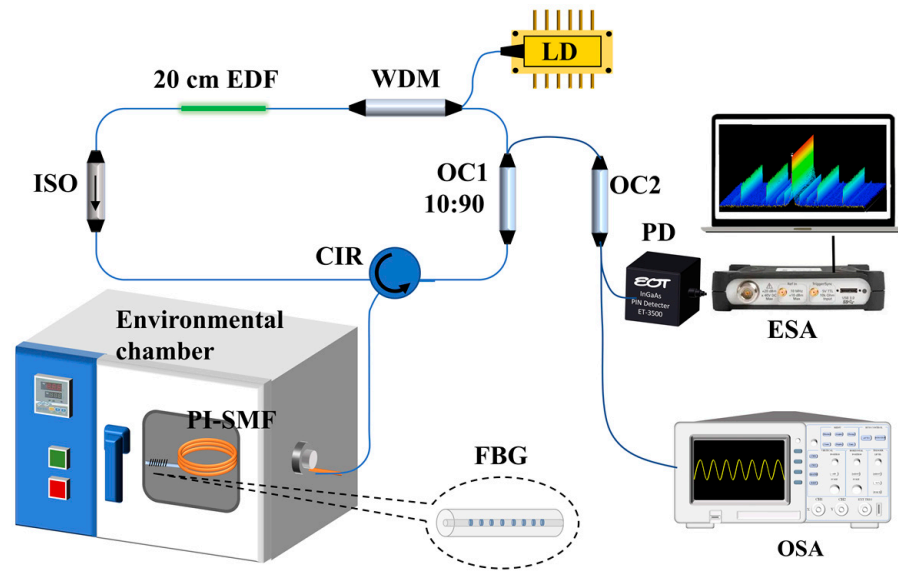 LD
20 cm EDF
WDM
ISO
OC1
10:90
OC2
CIR
PD
EOT
InGaAs
PIN Detecter
ET-3500
ESA
Environmental
chamber
PI-SMF
FBG
OSA